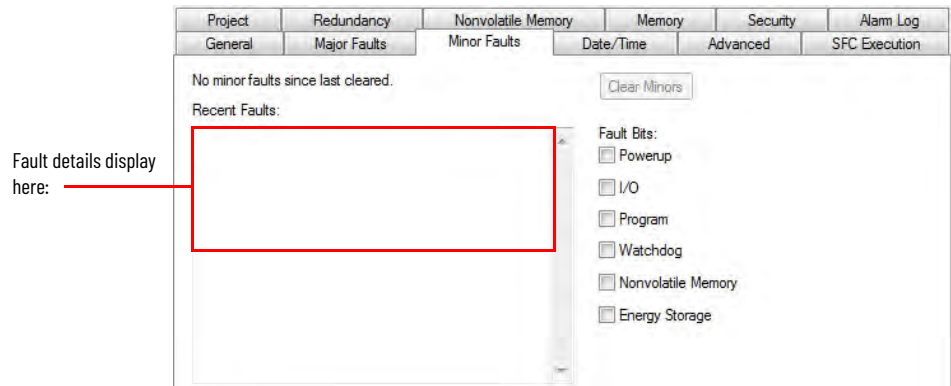 Project Redundancy Nonvolatile Memory Memory Security Alarm Log
General Major Faults Minor Faults Date/Time Advanced SFC Execution
No minor faults since last cleared.
Clear Minors
Recent Faults:
Fault details display
here:
Fault Bits:
Powerup
I/O
Program
Watchdog
Nonvolatile Memory
Energy Storage